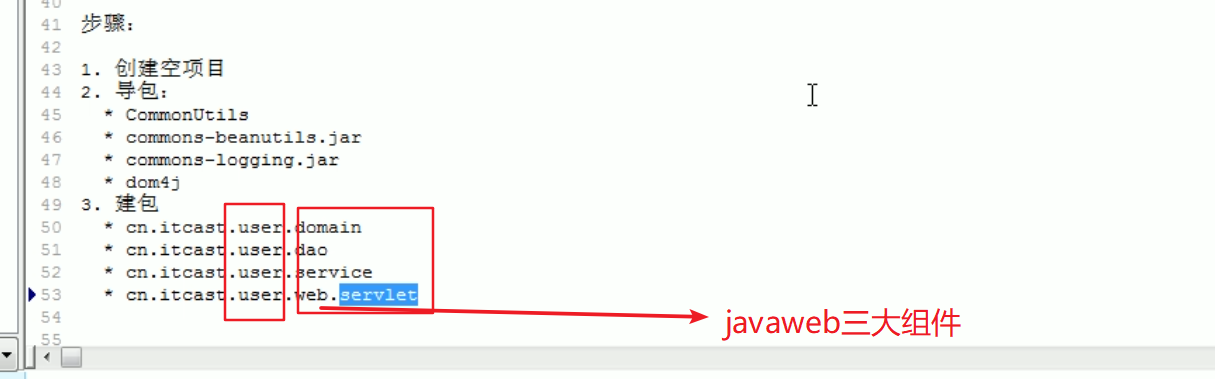 40
41 步骤:
42
43 1. 创建空项目
44 2. 导包:
45 * CommonUtils
46 * commons-beanutils.jar
47 * commons-logging.jar
48 * dom4j
49 3. 建包
50 * cn.itcast.user.domain
51 * cn.itcast.user.dao
52 * cn.itcast.user.service
53 * cn.itcast.user.web.servlet
javaweb三大组件
54
55